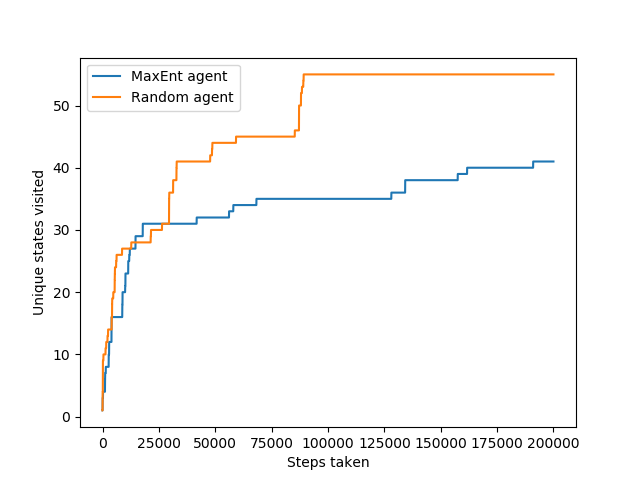 MaxEnt agent
Random agent
Unique states visited
50
40
30
20
10
0
0 25000 50000 75000 100000 125000 150000 175000 200000
Steps taken